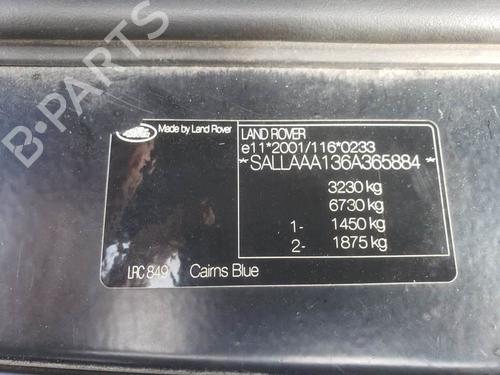 Made by Land Rover
LAND ROVER
e11*2001/116*0233
*SALLAAA136A365884*
3230 kg
6730 kg
1- 1450 kg
2- 1875 kg
LRC 849 Cairns Blue
B-PARTS